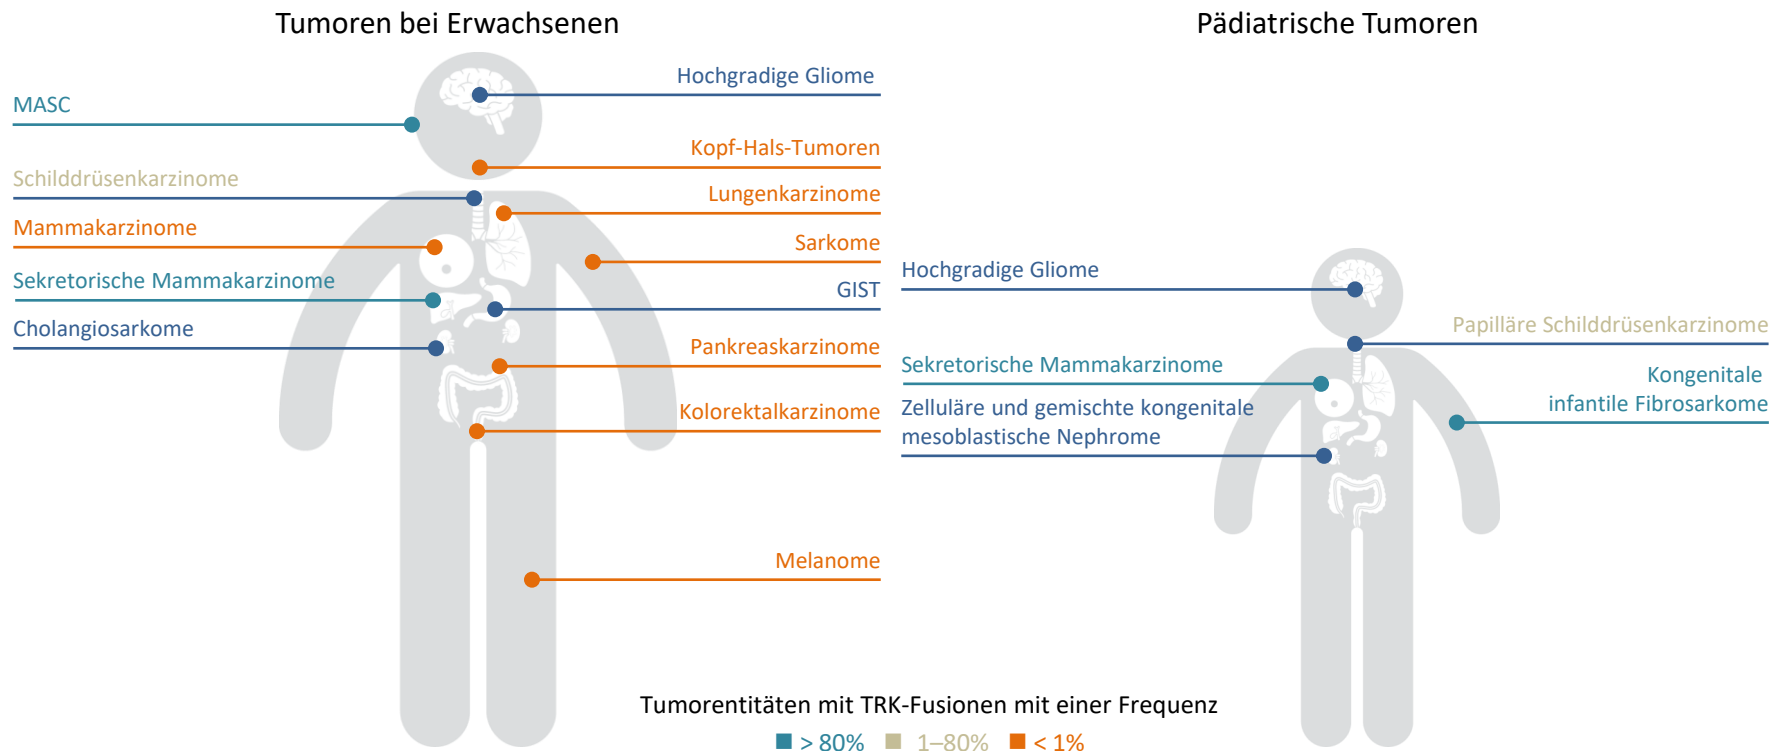 Tumoren bei Erwachsenen
MASC
Schilddrüsenkarzinome
Mammakarzinome
Sekretorische Mammakarzinome
Cholangiosarkome
Hochgradige Gliome
Kopf-Hals-Tumoren
Lungenkarzinome
Sarkome
GIST
Pankreaskarzinome
Kolorektalkarzinome
Melanome
Pädiatrische Tumoren
Hochgradige Gliome
Sekretorische Mammakarzinome
Zelluläre und gemischte kongenitale
mesoblastische Nephrome
Papilläre Schilddrüsenkarzinome
Kongenitale
infantile Fibrosarkome
Tumorentitäten mit TRK-Fusionen mit einer Frequenz
> 80% 1–80% < 1%